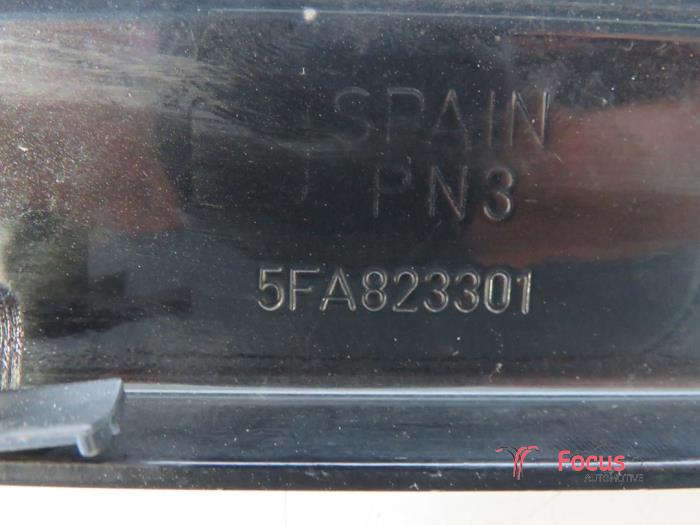 SPAIN
PN3
5FA823301
Focus
AUTOMOTIVE